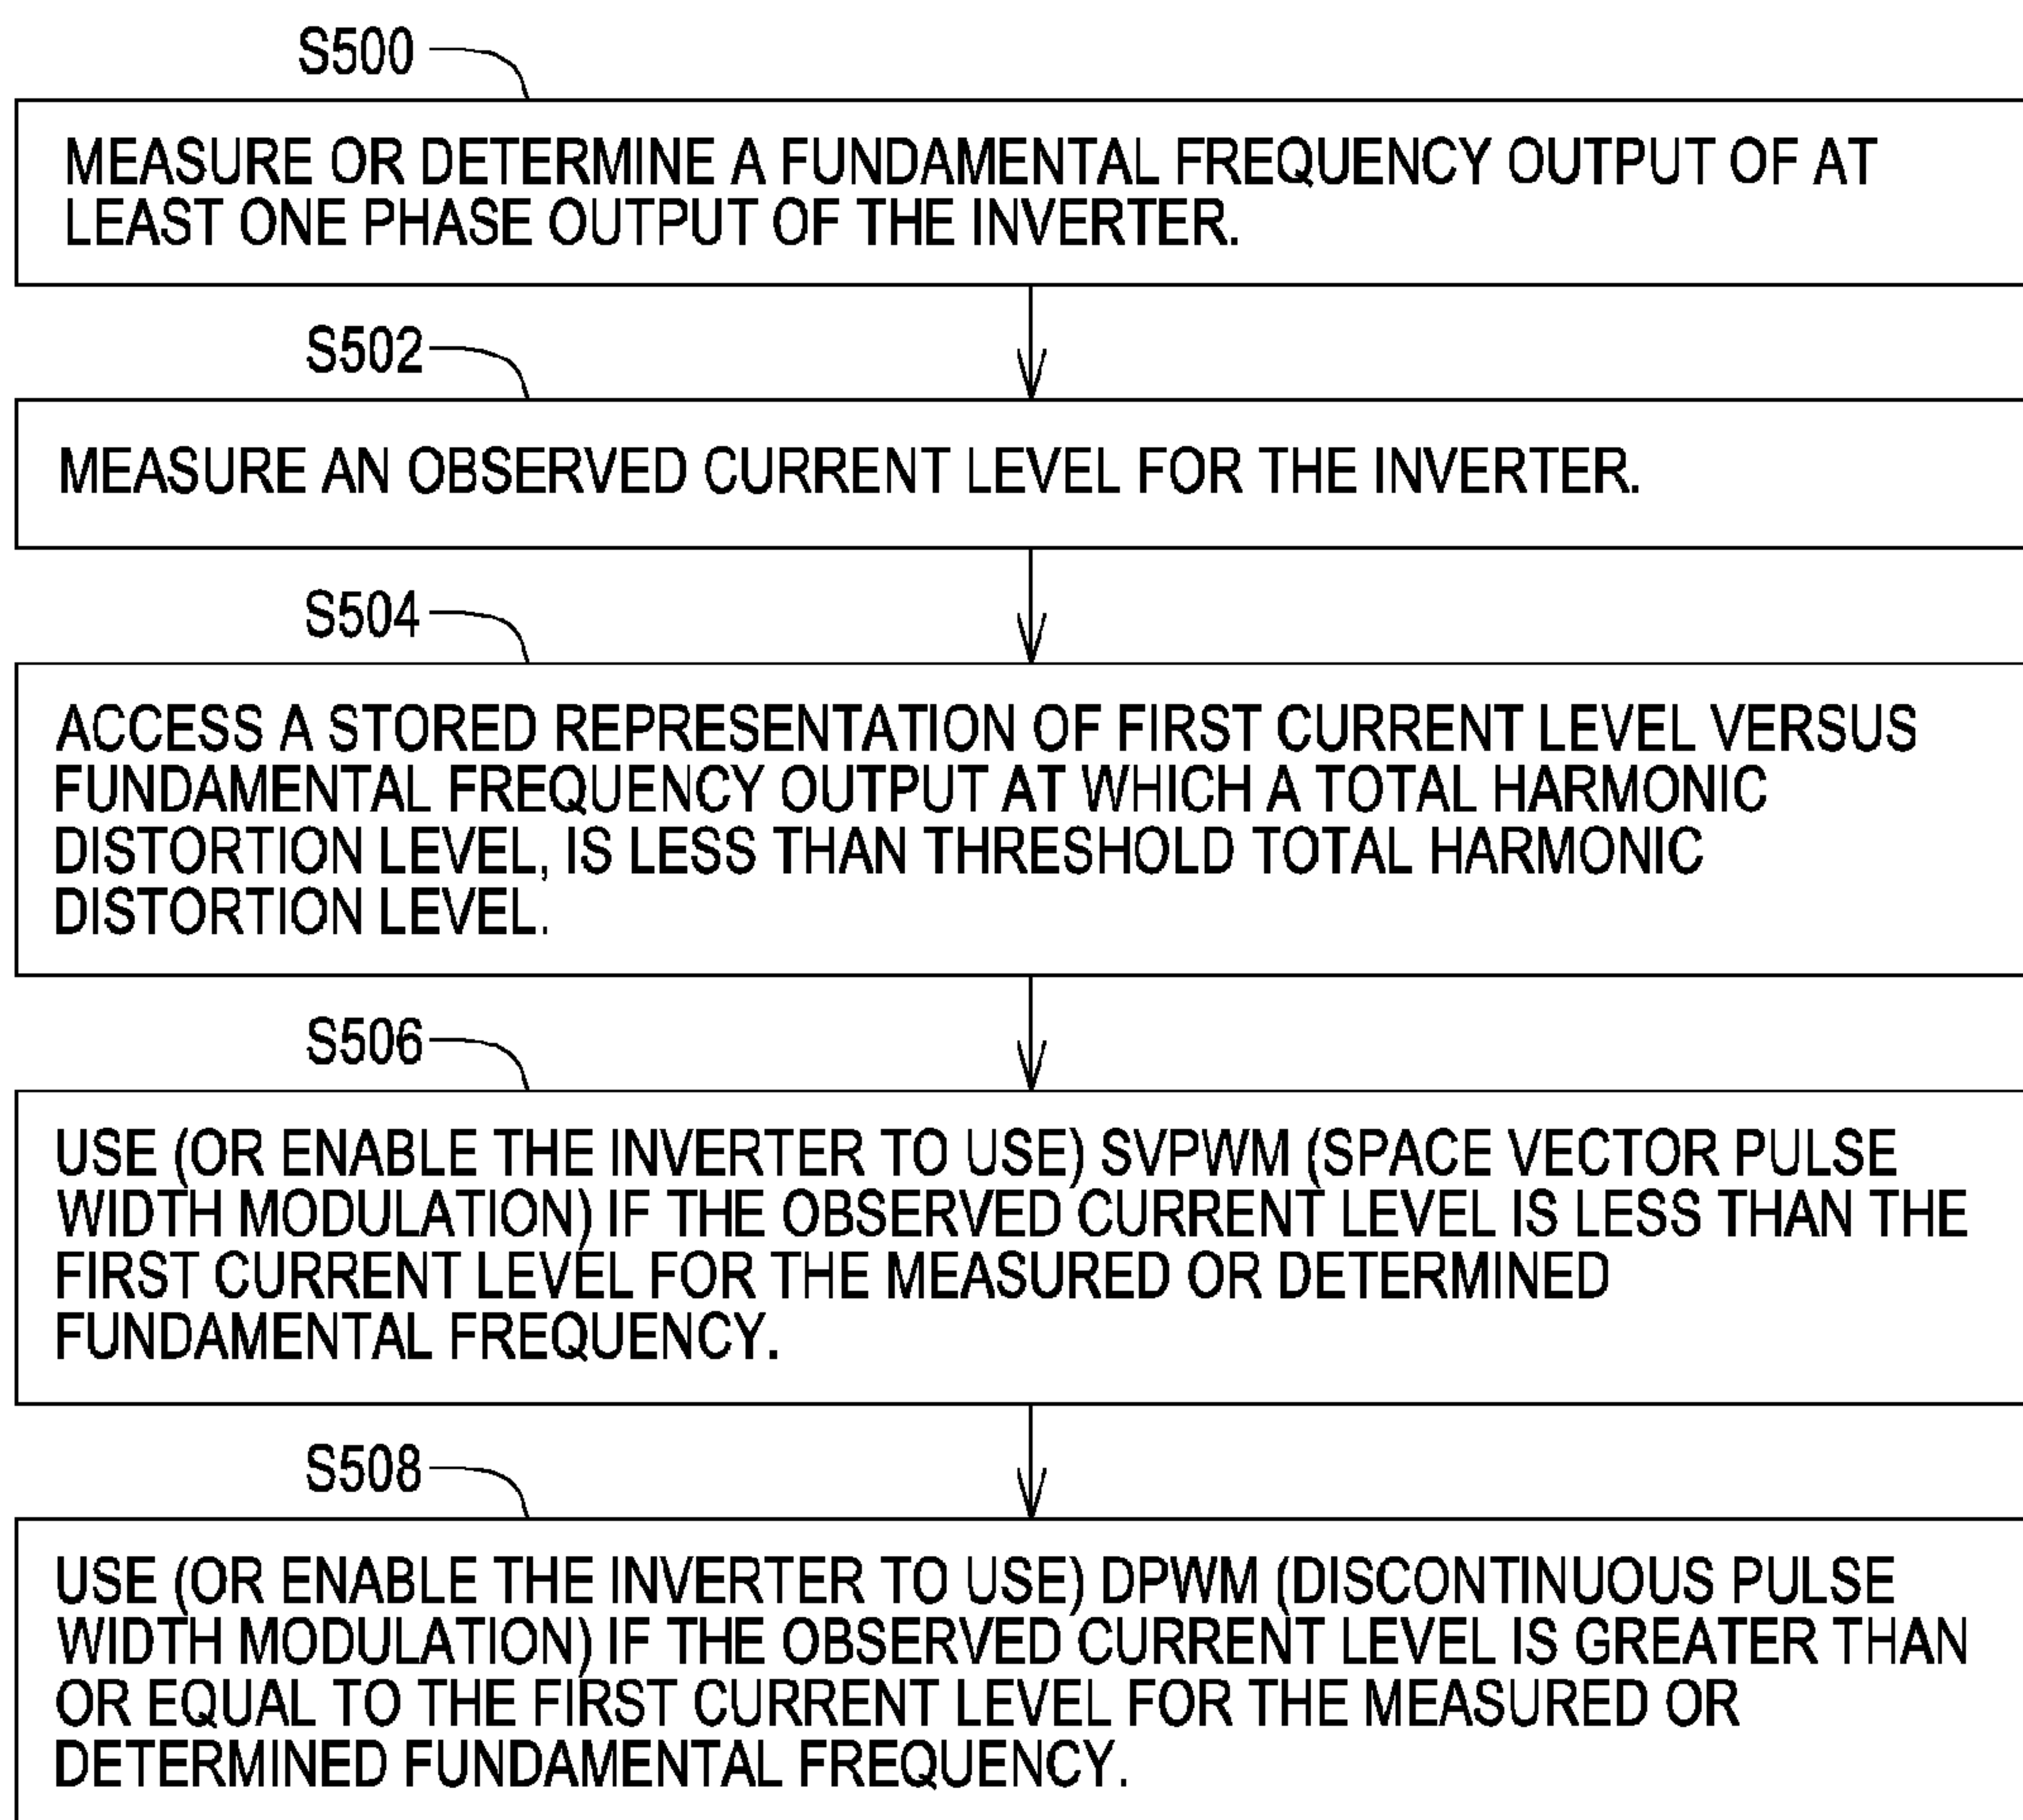 S500
MEASURE OR DETERMINE A FUNDAMENTAL FREQUENCY OUTPUT OF AT
LEAST ONE PHASE OUTPUT OF THE INVERTER.
S502
MEASURE AN OBSERVED CURRENT LEVEL FOR THE INVERTER.
S504
ACCESS A STORED REPRESENTATION OF FIRST CURRENT LEVEL VERSUS
FUNDAMENTAL FREQUENCY OUTPUT AT WHICH A TOTAL HARMONIC
DISTORTION LEVEL, IS LESS THAN THRESHOLD TOTAL HARMONIC
DISTORTION LEVEL.
S506
USE (OR ENABLE THE INVERTER TO USE) SVPWM (SPACE VECTOR PULSE
WIDTH MODULATION) IF THE OBSERVED CURRENT LEVEL IS LESS THAN THE
FIRST CURRENT LEVEL FOR THE MEASURED OR DETERMINED
FUNDAMENTAL FREQUENCY.
S508
USE (OR ENABLE THE INVERTER TO USE) DPWM (DISCONTINUOUS PULSE
WIDTH MODULATION) IF THE OBSERVED CURRENT LEVEL IS GREATER THAN
OR EQUAL TO THE FIRST CURRENT LEVEL FOR THE MEASURED OR
DETERMINED FUNDAMENTAL FREQUENCY.